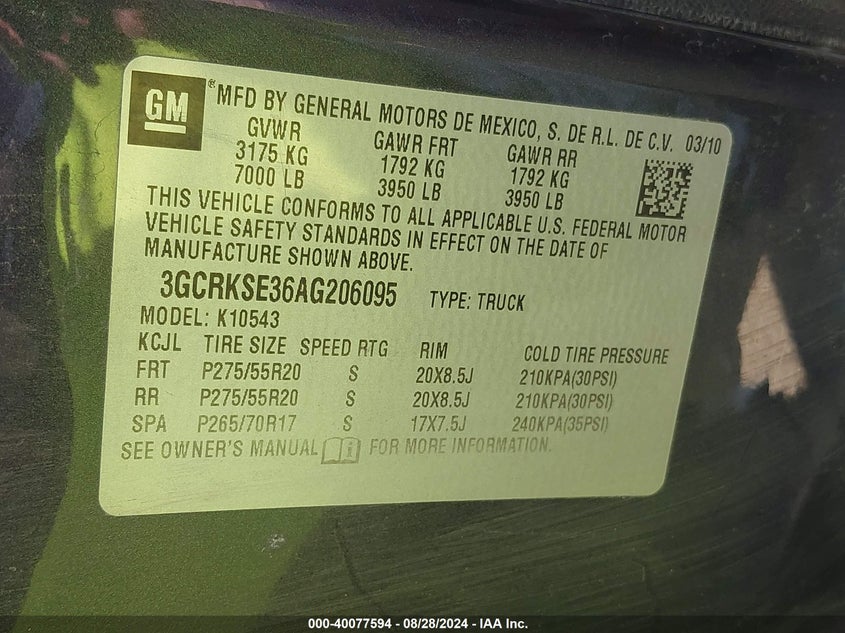 GM ® MFD BY GENERAL MOTORS DE MEXICO, S. DE R.L. DE C.V. 03/10
GVWR GAWR FRT GAWR RR
3175 KG 1792 KG 1792 KG
7000 LB 3950 LB 3950 LB
THIS VEHICLE CONFORMS TO ALL APPLICABLE U.S. FEDERAL MOTOR
VEHICLE SAFETY STANDARDS IN EFFECT ON THE DATE OF
MANUFACTURE SHOWN ABOVE.
3GCRKSE36AG206095 TYPE: TRUCK
MODEL: K10543
KCJL TIRE SIZE SPEED RTG RIM COLD TIRE PRESSURE
FRT P275/55R20 S 20X8.5J 210KPA(30PSI)
RR P275/55R20 S 20X8.5J 210KPA(30PSI)
SPA P265/70R17 S 17X7.5J 240KPA(35PSI)
SEE OWNER'S MANUAL i FOR MORE INFORMATION.
000-40077594 - 08/28/2024 - IAA Inc.